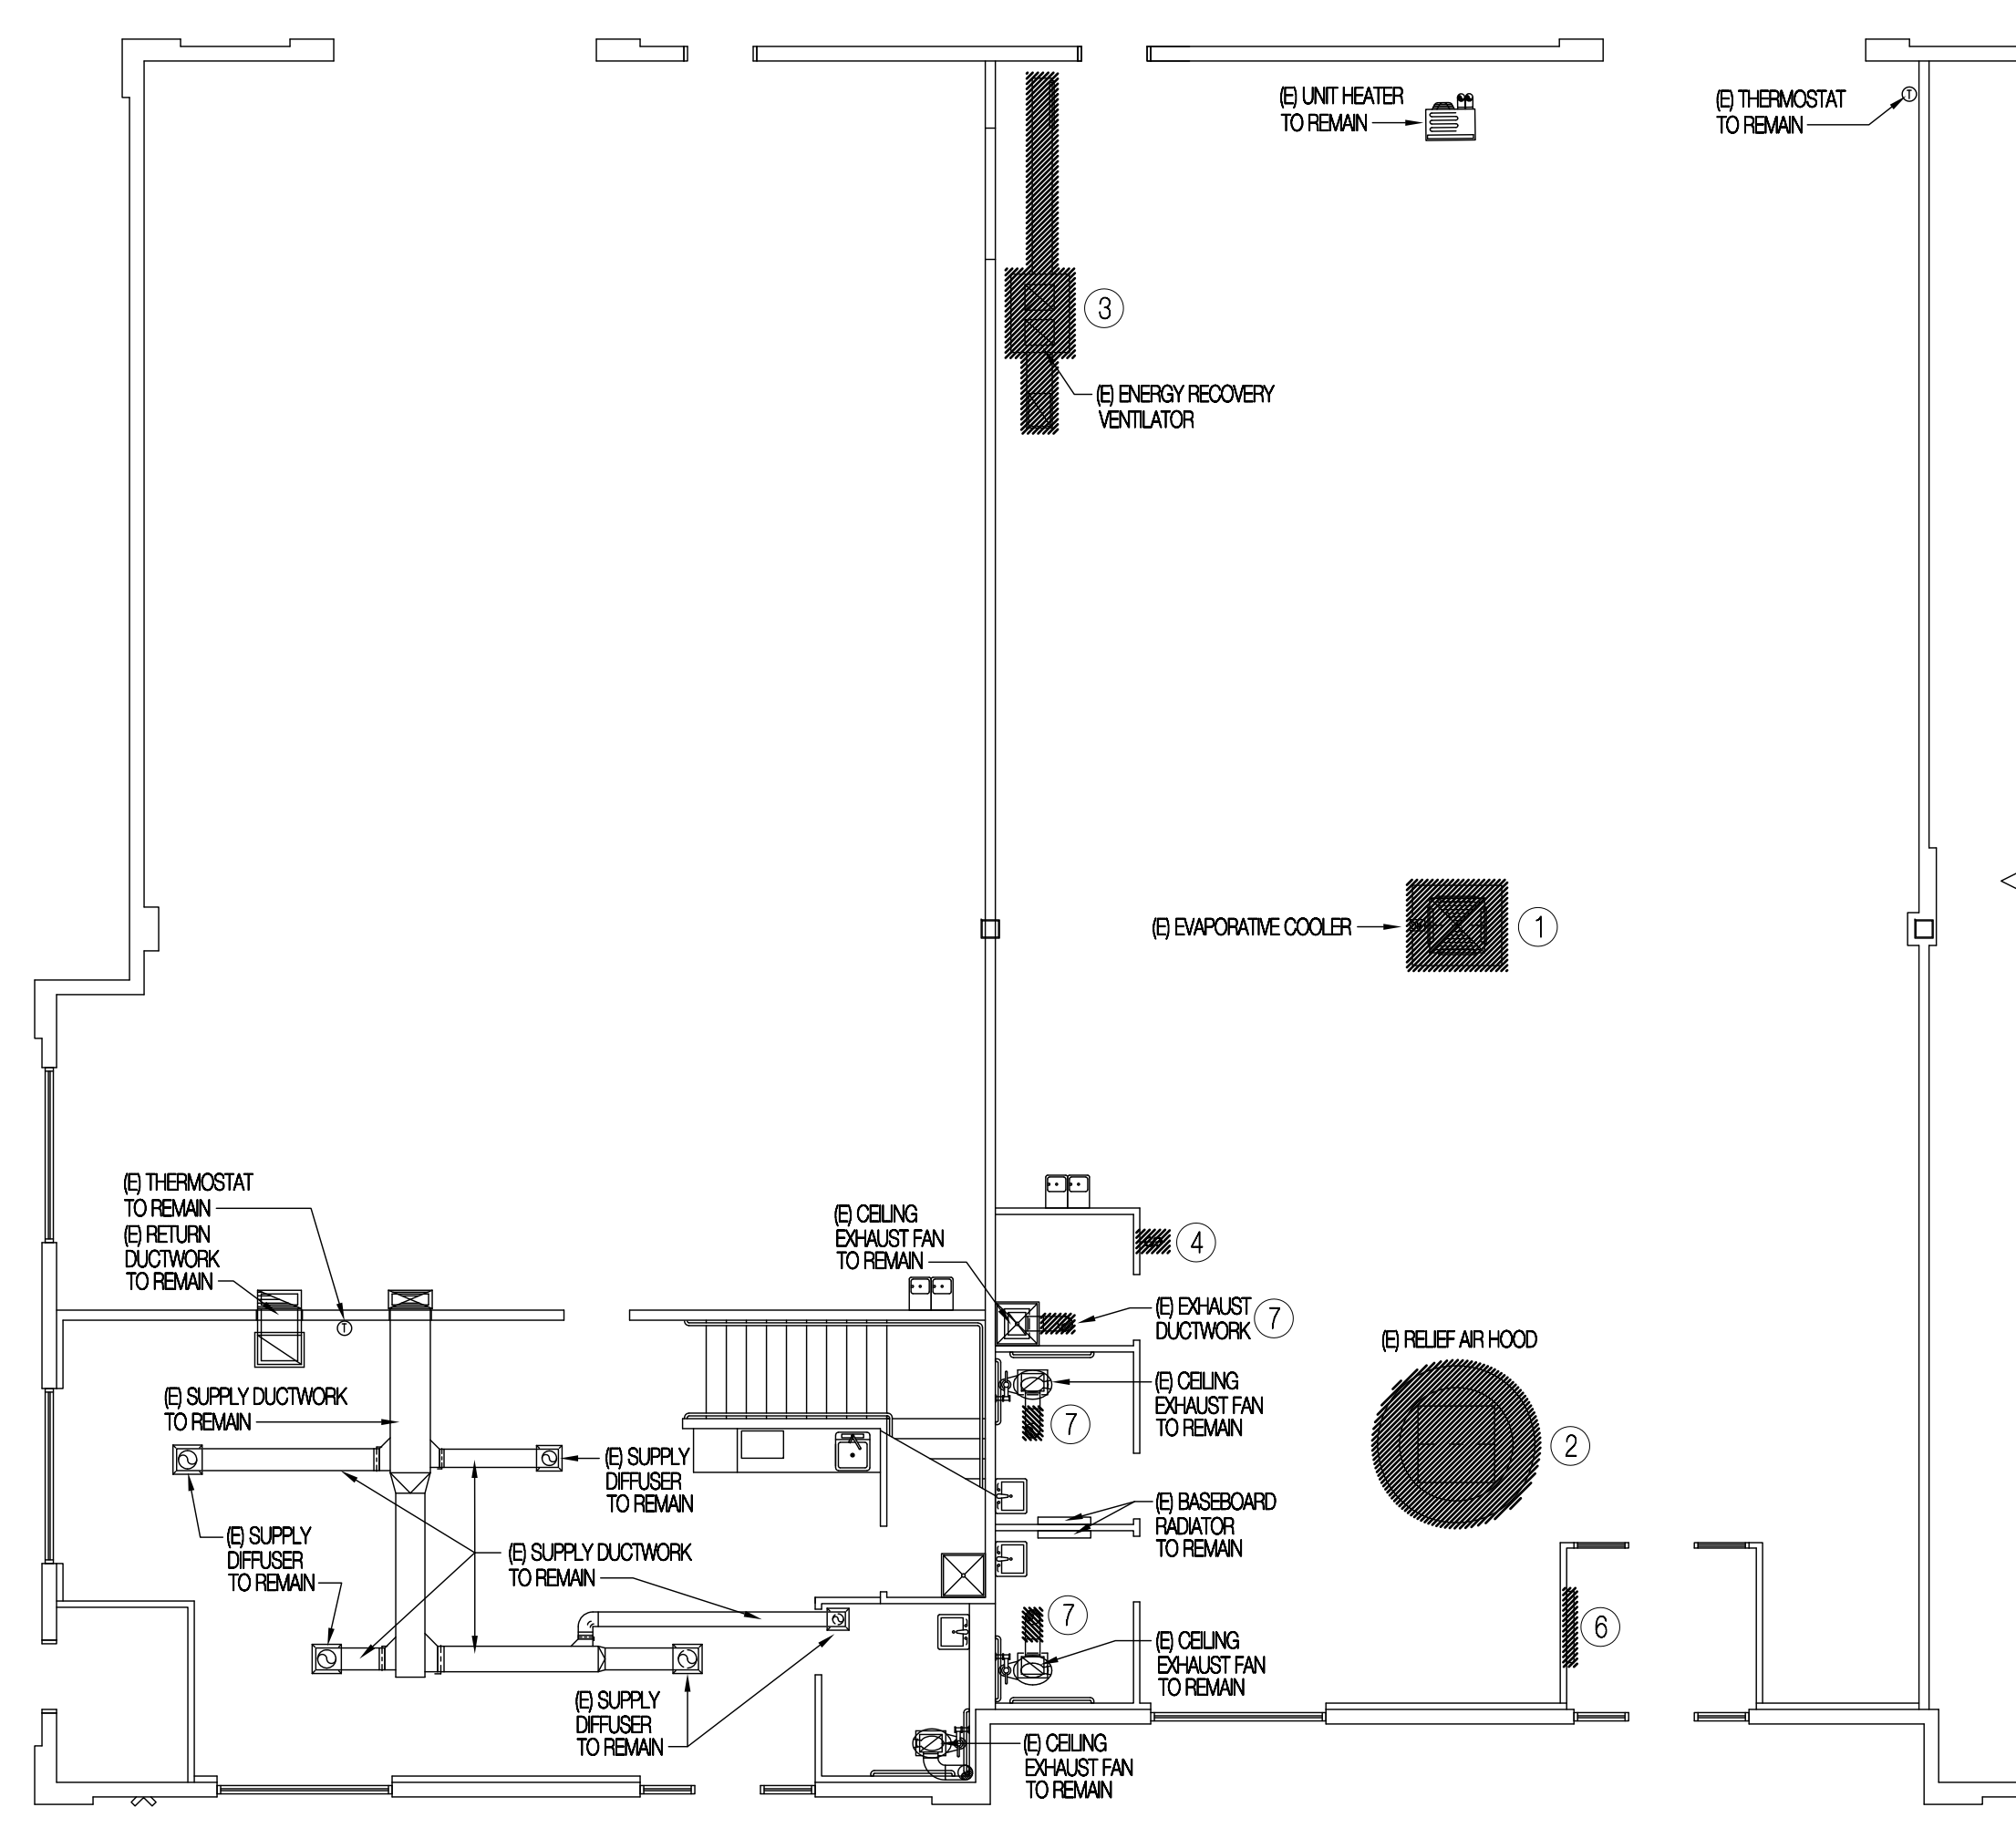 (E) UNIT HEATER
TO REMAIN
(E) THERMOSTAT
TO REMAIN
T
3
(E) ENERGY RECOVERY
VENTILATOR
(E) EVAPORATIVE COOLER
1
(E) THERMOSTAT
TO REMAIN
(E) RETURN
DUCTWORK
TO REMAIN
T
(E) CEILING
EXHAUST FAN
TO REMAIN
4
(E) EXHAUST
DUCTWORK
7
(E) RELIEF AIR HOOD
2
(E) CEILING
EXHAUST FAN
TO REMAIN
7
(E) SUPPLY DUCTWORK
TO REMAIN
(E) SUPPLY
DIFFUSER
TO REMAIN
(E) BASEBOARD
RADIATOR
TO REMAIN
(E) SUPPLY
DIFFUSER
TO REMAIN
(E) SUPPLY DUCTWORK
TO REMAIN
7
6
(E) CEILING
EXHAUST FAN
TO REMAIN
(E) SUPPLY
DIFFUSER
TO REMAIN
(E) CEILING
EXHAUST FAN
TO REMAIN